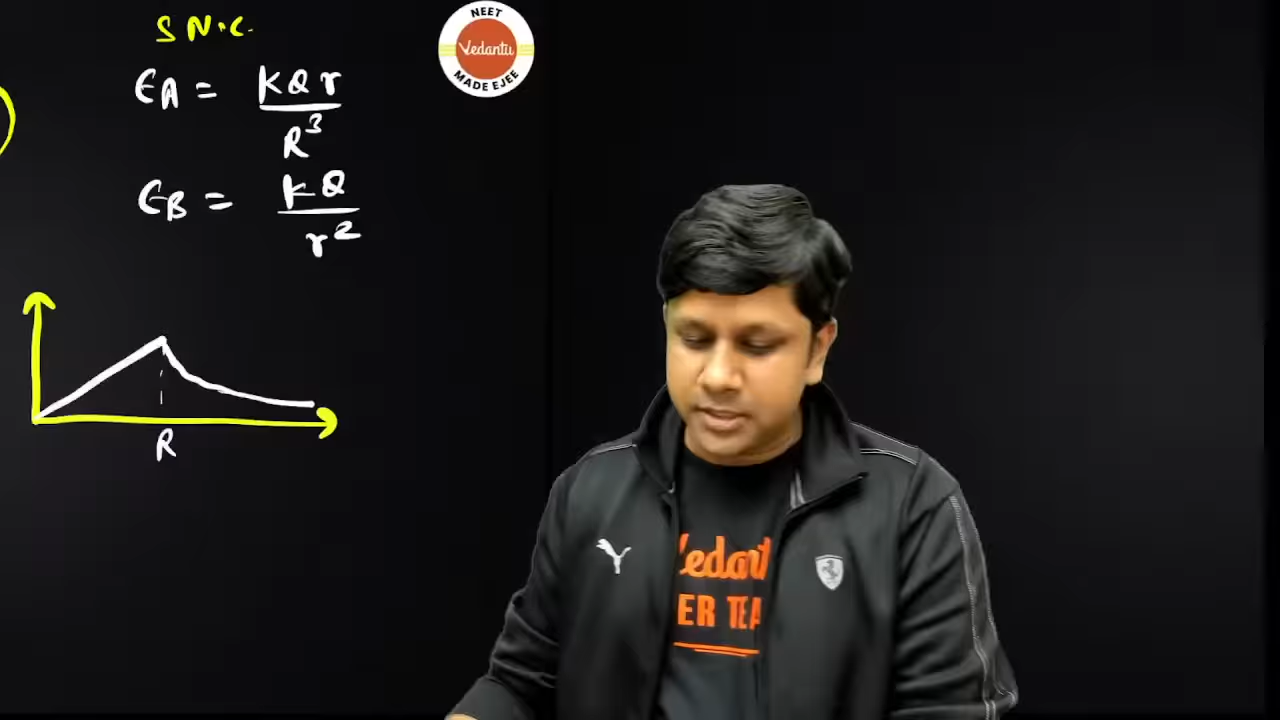 S N.C.
NEET
Vedantu
MADE EJEE
EA = KQr
R³
EB = KQ
r²
R
Vedantu
ER TEA